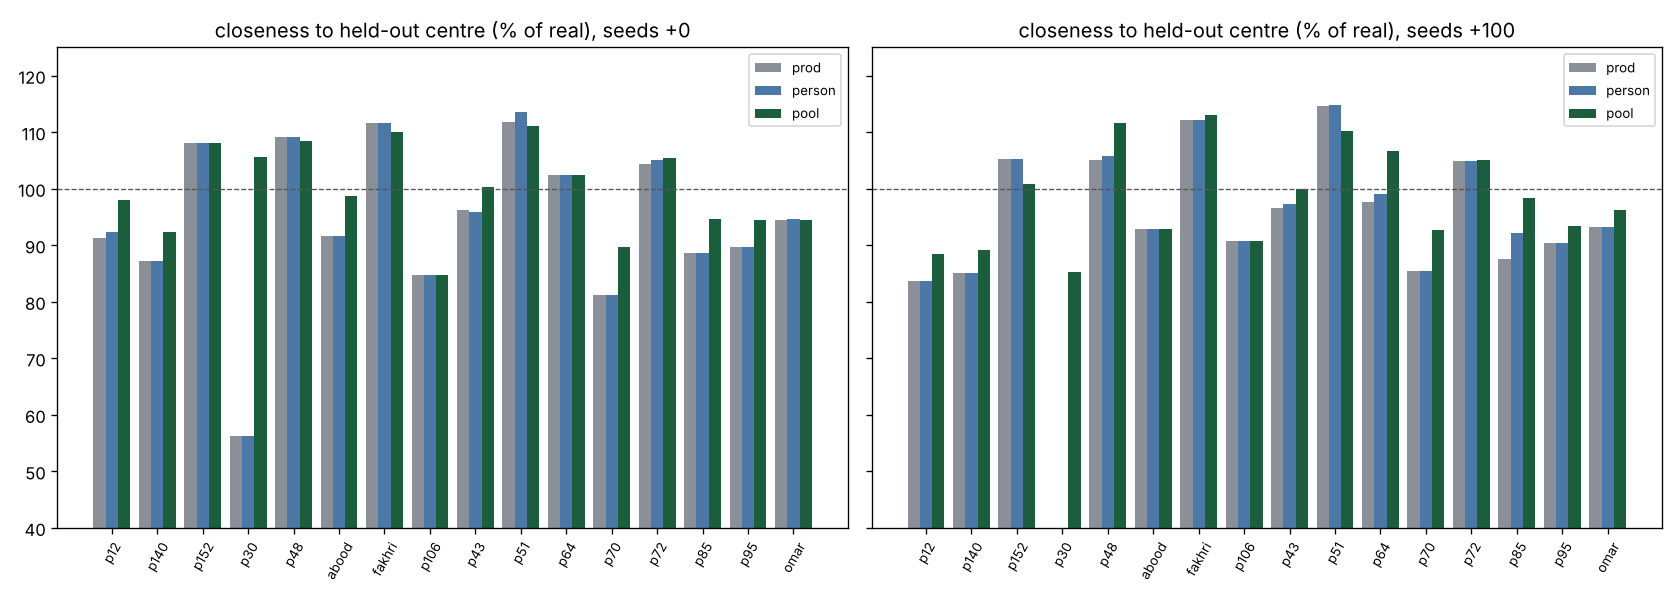 closeness to held-out centre (% of real), seeds +0
closeness to held-out centre (% of real), seeds +100
prod
person
pool
prod
person
pool
120
110
100
90
80
70
60
50
40
p12 p140 p152 p30 p48 abood fakhri p106 p43 p51 p64 p70 p72 p85 p95 omar
p12 p140 p152 p30 p48 abood fakhri p106 p43 p51 p64 p70 p72 p85 p95 omar